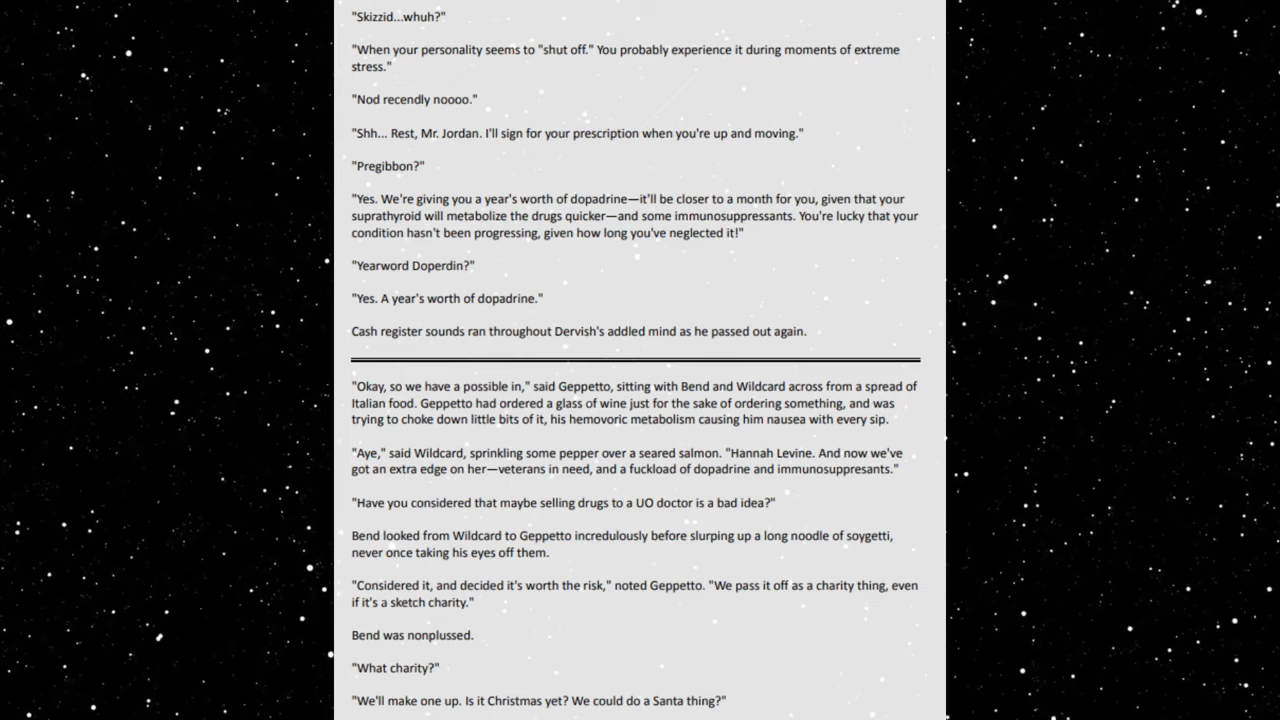 "Skizzid...whuh?"
"When your personality seems to "shut off." You probably experience it during moments of extreme
stress."
"Nod recendly noooo."
"Shh... Rest, Mr. Jordan. I'll sign for your prescription when you're up and moving."
"Pregibbon?"
"Yes. We're giving you a year's worth of dopadrine—it'll be closer to a month for you, given that your
suprathyroid will metabolize the drugs quicker—and some immunosuppressants. You're lucky that your
condition hasn't been progressing, given how long you've neglected it!"
"Yearword Doperdin?"
"Yes. A year's worth of dopadrine."
Cash register sounds ran throughout Dervish's addled mind as he passed out again.
"Okay, so we have a possible in," said Geppetto, sitting with Bend and Wildcard across from a spread of
Italian food. Geppetto had ordered a glass of wine just for the sake of ordering something, and was
trying to choke down little bits of it, his hemovoric metabolism causing him nausea with every sip.
"Aye," said Wildcard, sprinkling some pepper over a seared salmon. "Hannah Levine. And now we've
got an extra edge on her—veterans in need, and a fuckload of dopadrine and immunosuppresants."
"Have you considered that maybe selling drugs to a UO doctor is a bad idea?"
Bend looked from Wildcard to Geppetto incredulously before slurping up a long noodle of soygetti,
never once taking his eyes off them.
"Considered it, and decided it's worth the risk," noted Geppetto. "We pass it off as a charity thing, even
if it's a sketch charity."
Bend was nonplussed.
"What charity?"
"We'll make one up. Is it Christmas yet? We could do a Santa thing?"